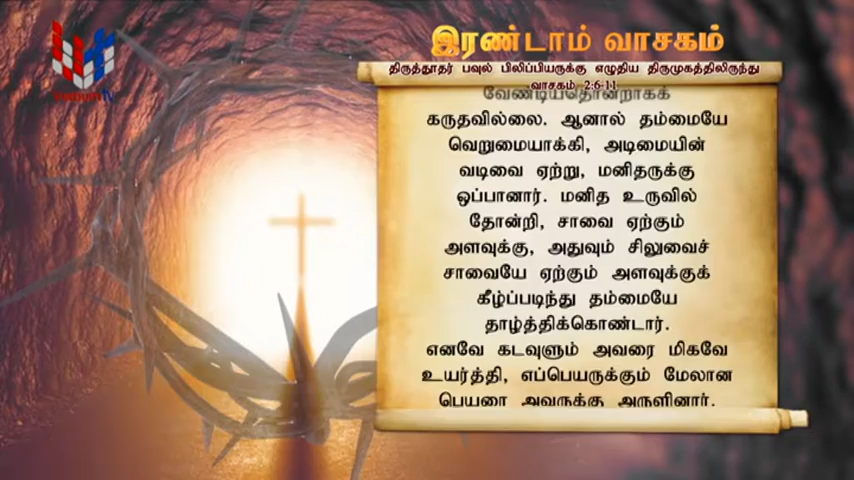 இரண்டாம் வாசகம்
திருத்தூதர் பவுல் பிலிப்பியருக்கு எழுதிய திருமுகத்திலிருந்து
வாசகம் 2:6-11
வேண்டியதொன்றாகக்
கருதவில்லை. ஆனால் தம்மையே
வெறுமையாக்கி, அடிமையின்
வடிவை ஏற்று, மனிதருக்கு
ஒப்பானார். மனித உருவில்
தோன்றி, சாவை ஏற்கும்
அளவுக்கு, அதுவும் சிலுவைச்
சாவையே ஏற்கும் அளவுக்குக்
கீழ்ப்படிந்து தம்மையே
தாழ்த்திக்கொண்டார்.
எனவே கடவுளும் அவரை மிகவே
உயர்த்தி, எப்பெயருக்கும் மேலான
பெயரை அவருக்கு அருளினார்.